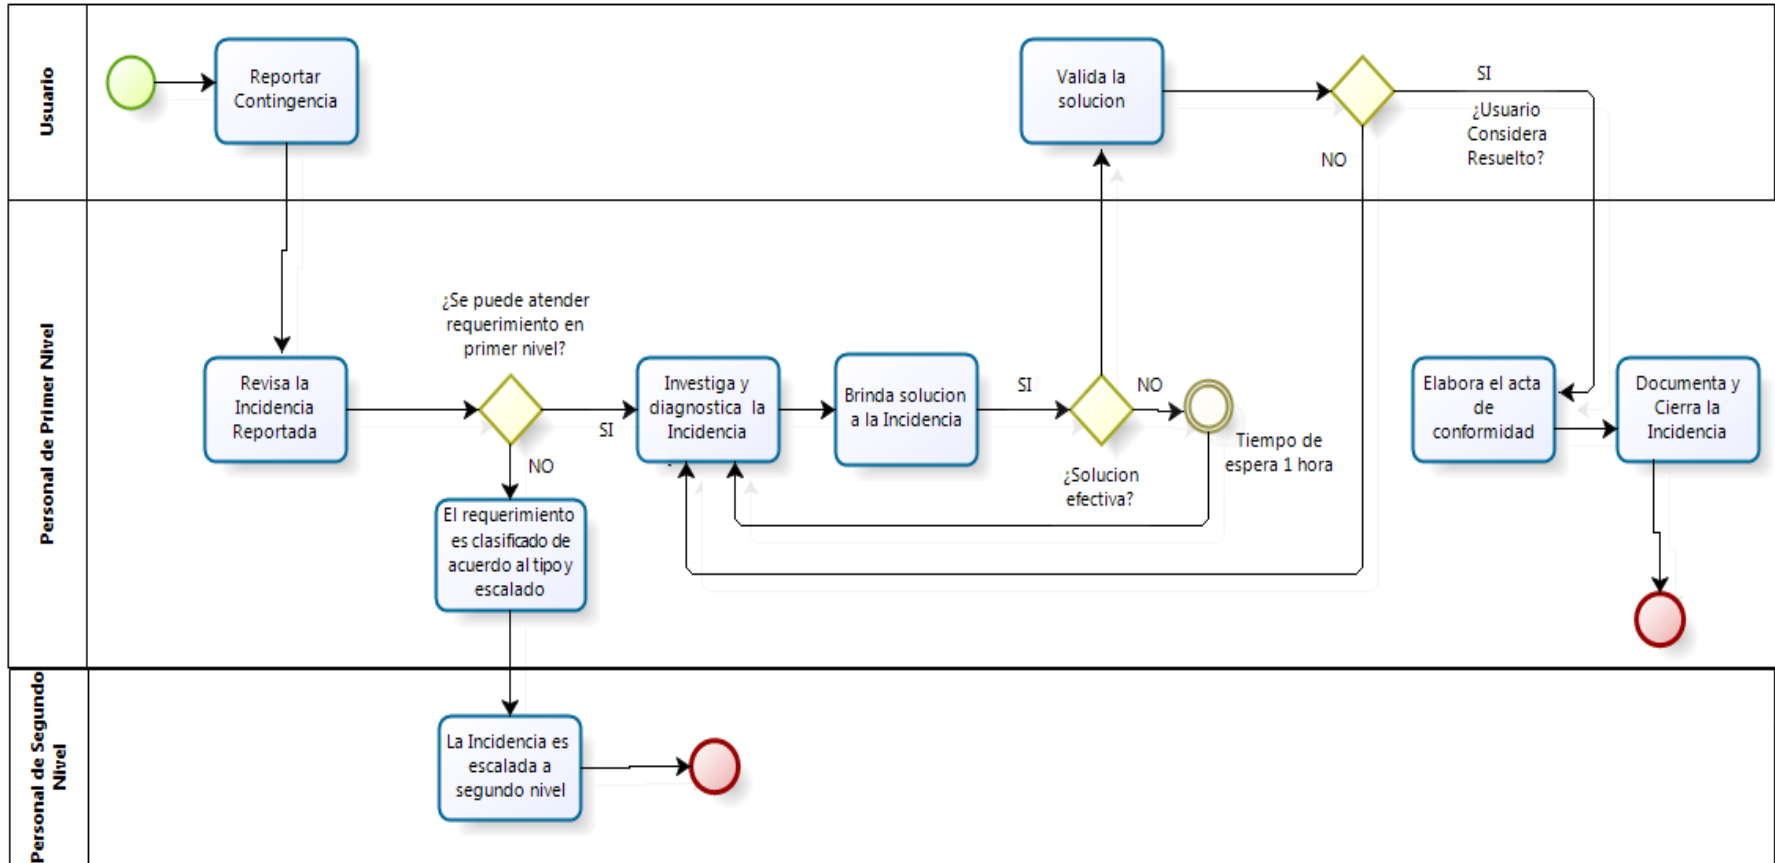 Usuario
Reportar
Contingencia
Valida la
solucion
SI
¿Usuario
Considera
Resuelto?
NO
Personal de Primer Nivel
Revisa la
Incidencia
Reportada
¿Se puede atender
requerimiento en
primer nivel?
SI
NO
Investiga y
diagnostica la
Incidencia
Brinda solucion
a la Incidencia
SI
NO
¿Solucion
efectiva?
Tiempo de
espera 1 hora
Elabora el acta
de
conformidad
Documenta y
Cierra la
Incidencia
El requerimiento
es clasificado de
acuerdo al tipo y
escalado
Personal de Segundo
Nivel
La Incidencia es
escalada a
segundo nivel